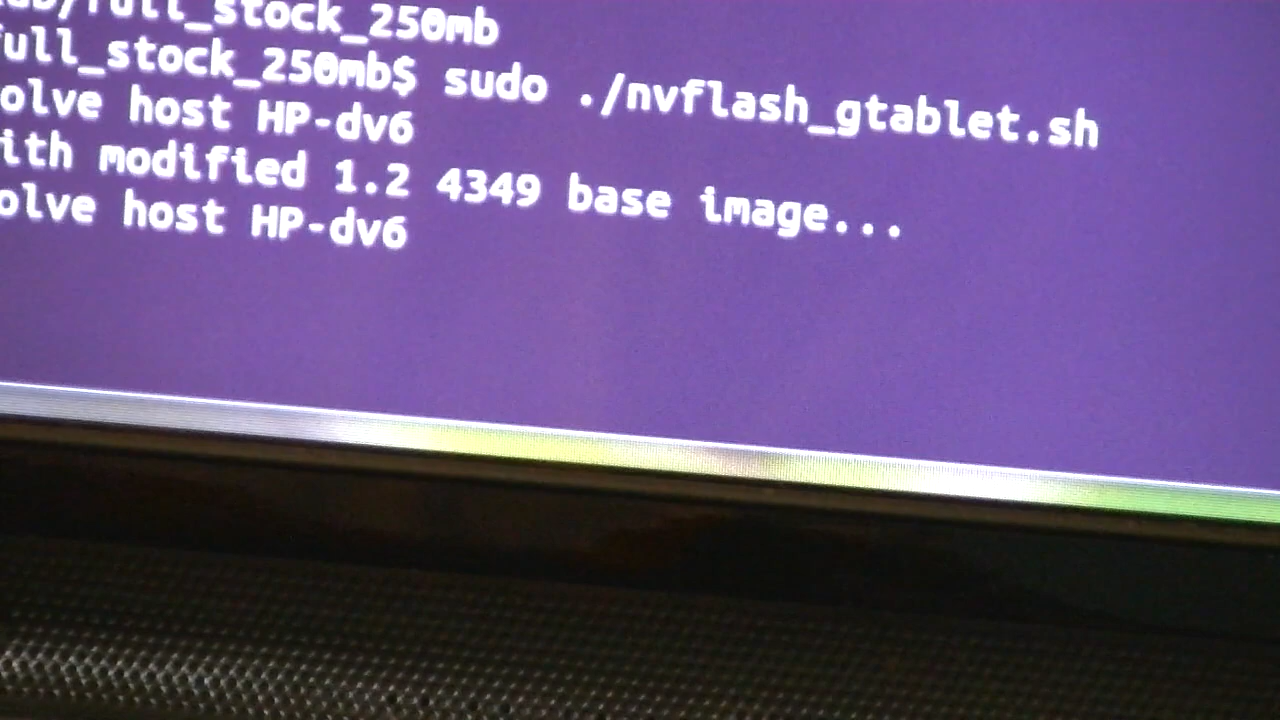 full_stock_250mb
full_stock_250mb$ sudo ./nvflash_gtablet.sh
olve host HP-dv6
ith modified 1.2 4349 base image...
olve host HP-dv6